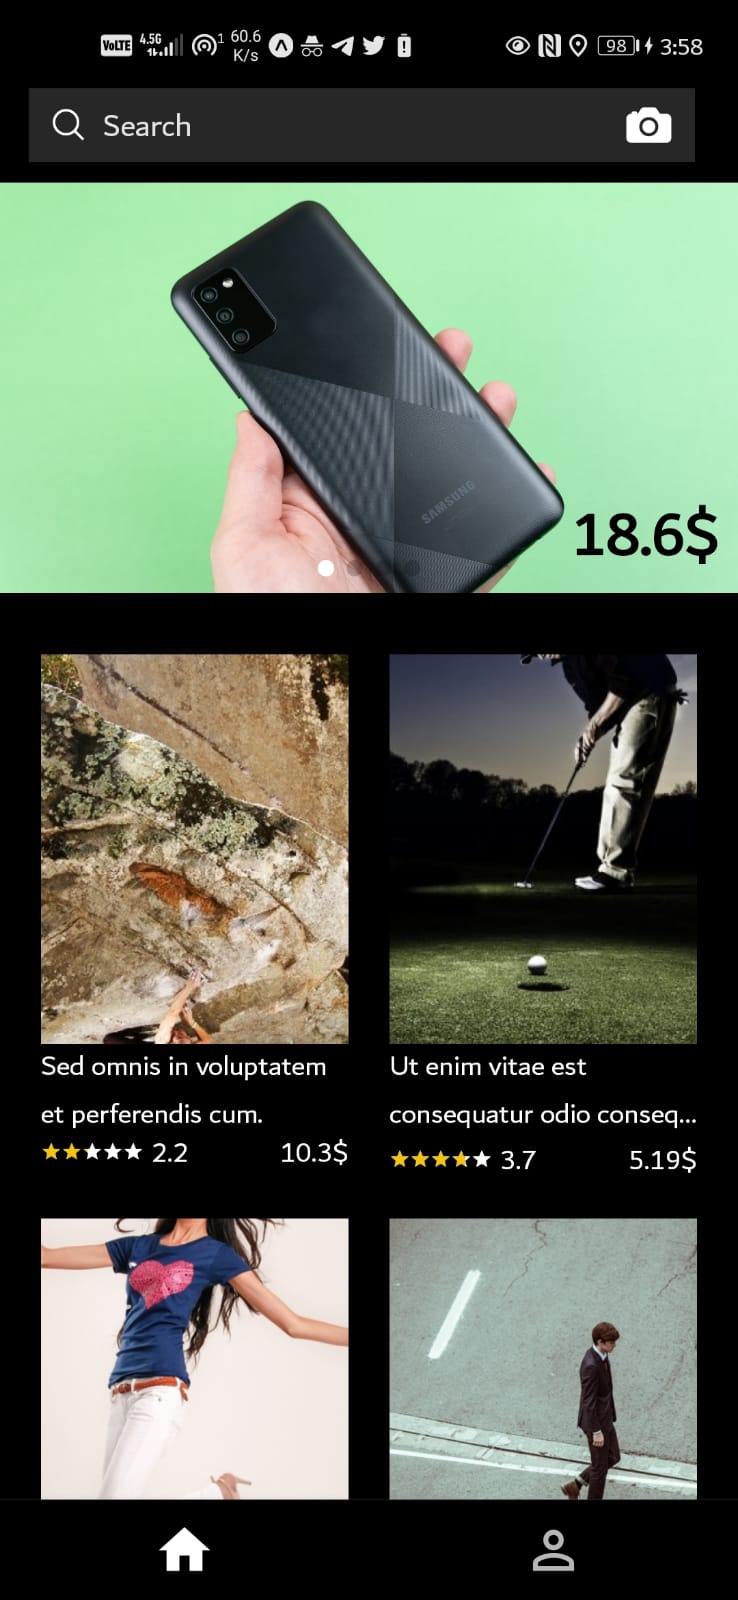 VoLTE 4.5G 1 60.6 K/s 98 3:58
Search
SAMSUNG
18.6$
Sed omnis in voluptatem
et perferendis cum.
2.2 10.3$
Ut enim vitae est
consequatur odio conseq...
3.7 5.19$